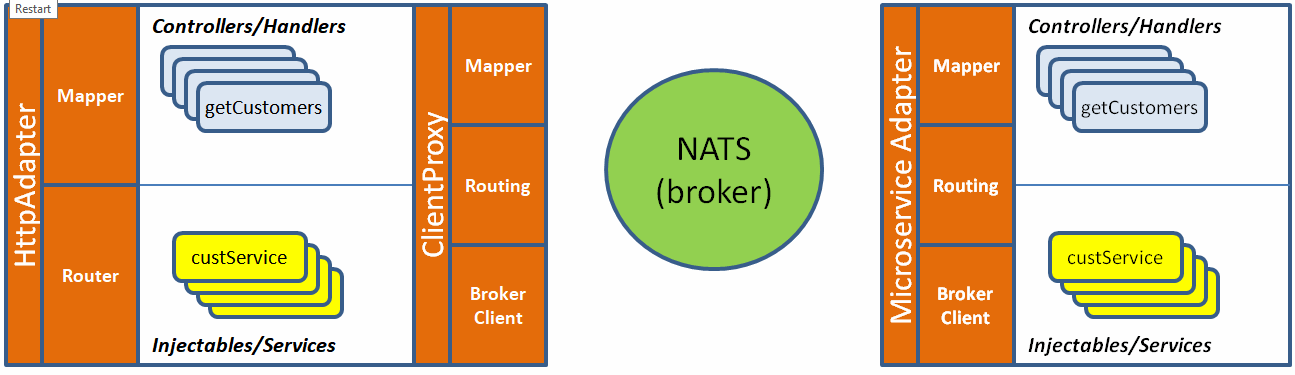 Restart
HttpAdapter
Mapper
Router
Controllers/Handlers
getCustomers
custService
Injectables/Services
ClientProxy
Mapper
Routing
Broker
Client
NATS
(broker)
Microservice Adapter
Mapper
Routing
Broker
Client
Controllers/Handlers
getCustomers
custService
Injectables/Services